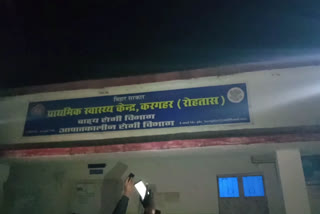 बिहार सरकार
प्राथमिक स्वास्थ्य केन्द्र, करगहर (रोहतास)
बाह्य रोगी विभाग
आपातकालीन रोगी विभाग